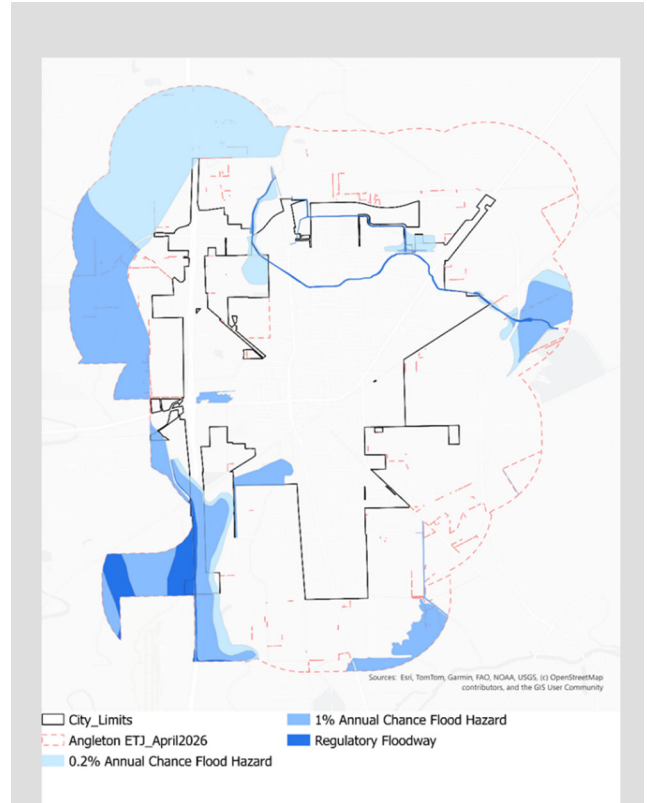 Sources: Esri, TomTom, Garmin, FAO, NOAA, USGS, (c) OpenStreetMap
contributors, and the GIS User Community
City_Limits
Angleton ETJ_April2026
0.2% Annual Chance Flood Hazard
1% Annual Chance Flood Hazard
Regulatory Floodway